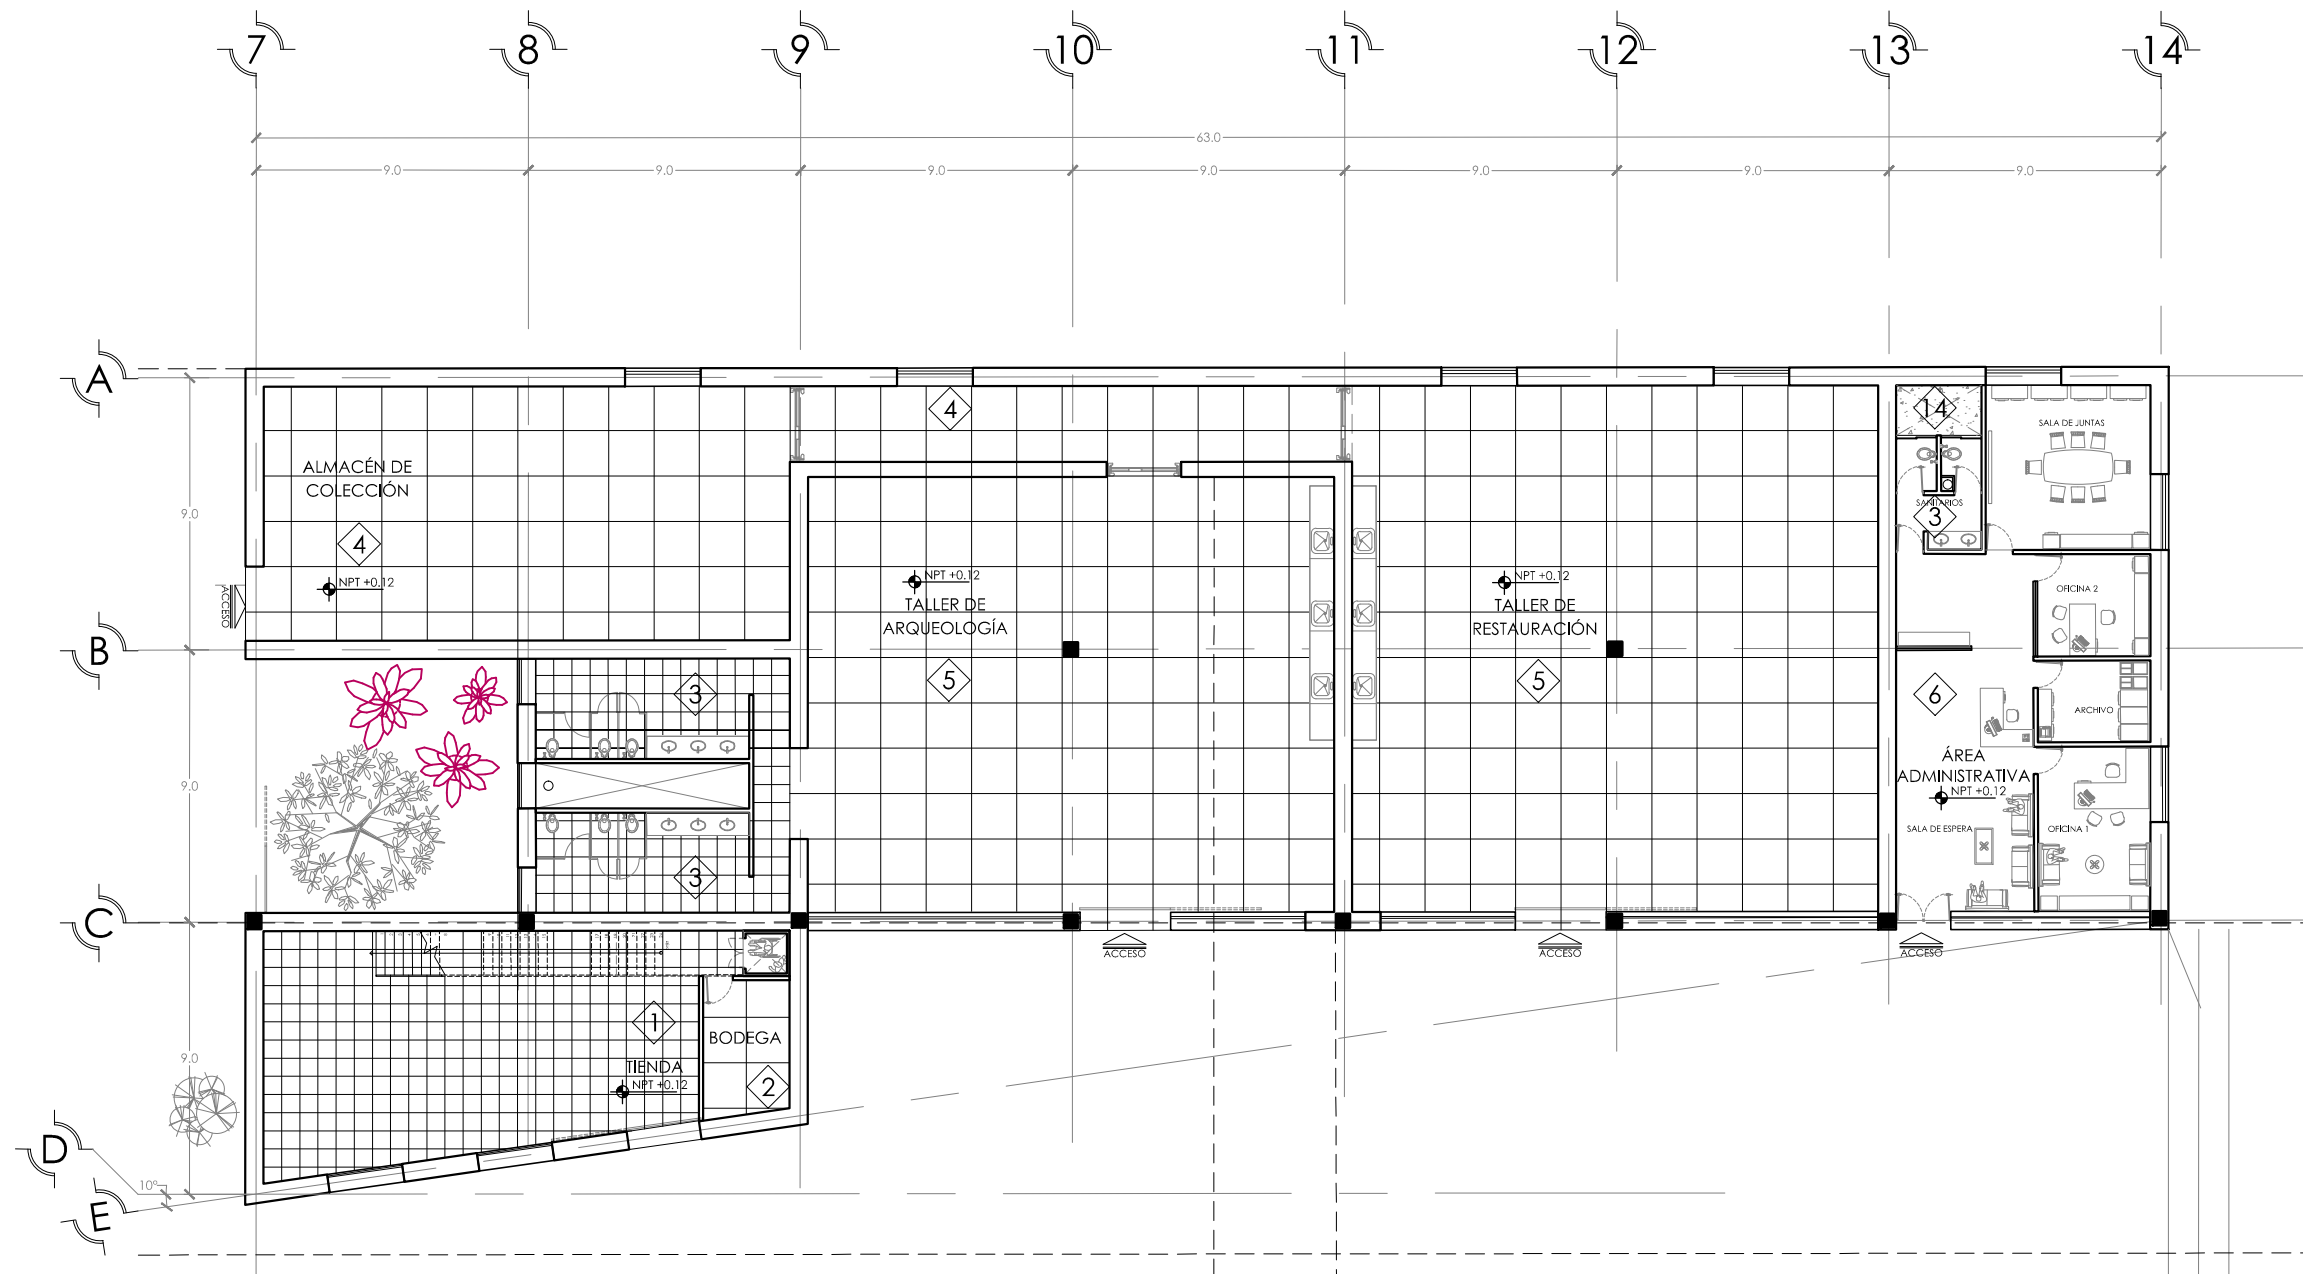 7 8 9 10 11 12 13 14
63.0
9.0 9.0 9.0 9.0 9.0 9.0 9.0
A
4
14
SALA DE JUNTAS
ALMACÉN DE
COLECCIÓN
9.0
SANITARIOS
3
4
NPT +0.12
ACCESO
NPT +0.12
TALLER DE
ARQUEOLOGÍA
NPT +0.12
TALLER DE
RESTAURACIÓN
OFICINA 2
B
5
5
3
6
ARCHIVO
ÁREA
ADMINISTRATIVA
NPT +0.12
9.0
SALA DE ESPERA
OFICINA 1
3
C
ACCESO
ACCESO
ACCESO
1
BODEGA
TIENDA
NPT +0.12
2
9.0
D
10°
E